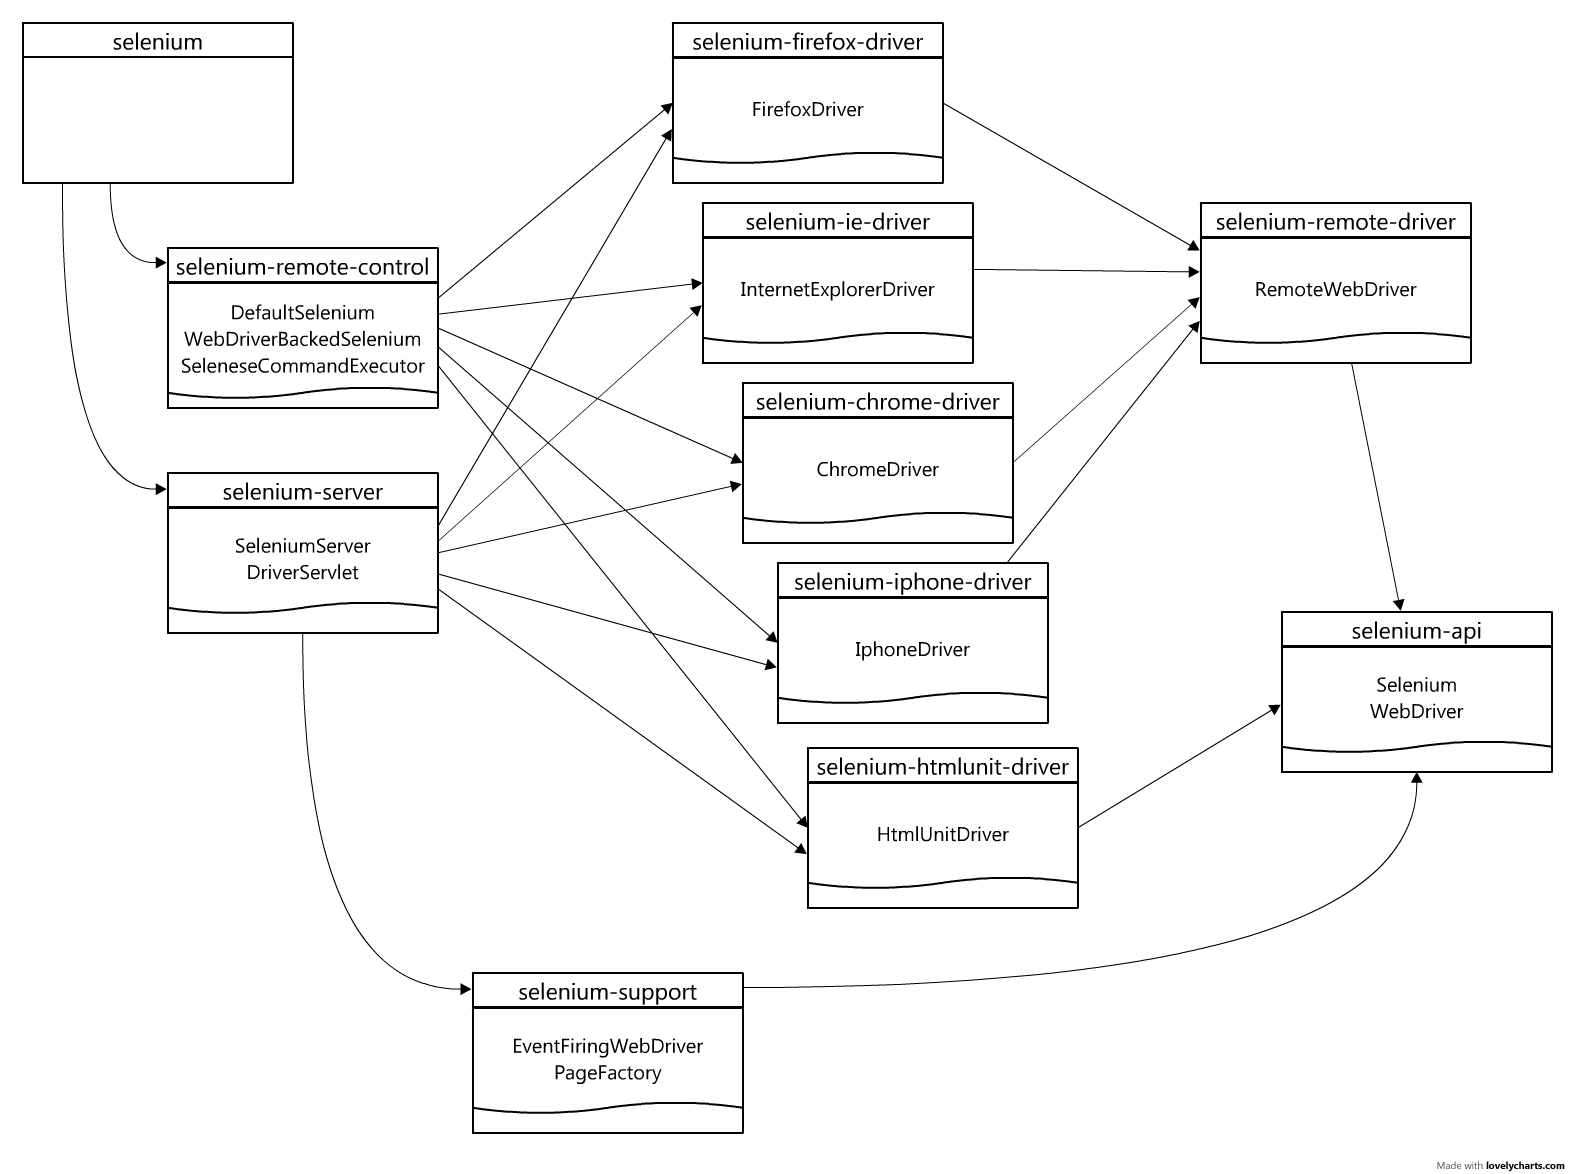 selenium
selenium-firefox-driver
FirefoxDriver
selenium-ie-driver
InternetExplorerDriver
selenium-remote-driver
RemoteWebDriver
selenium-remote-control
DefaultSelenium
WebDriverBackedSelenium
SeleneseCommandExecutor
selenium-chrome-driver
ChromeDriver
selenium-server
SeleniumServer
DriverServlet
selenium-iphone-driver
IphoneDriver
selenium-api
Selenium
WebDriver
selenium-htmlunit-driver
HtmlUnitDriver
selenium-support
EventFiringWebDriver
PageFactory
Made with lovelycharts.com